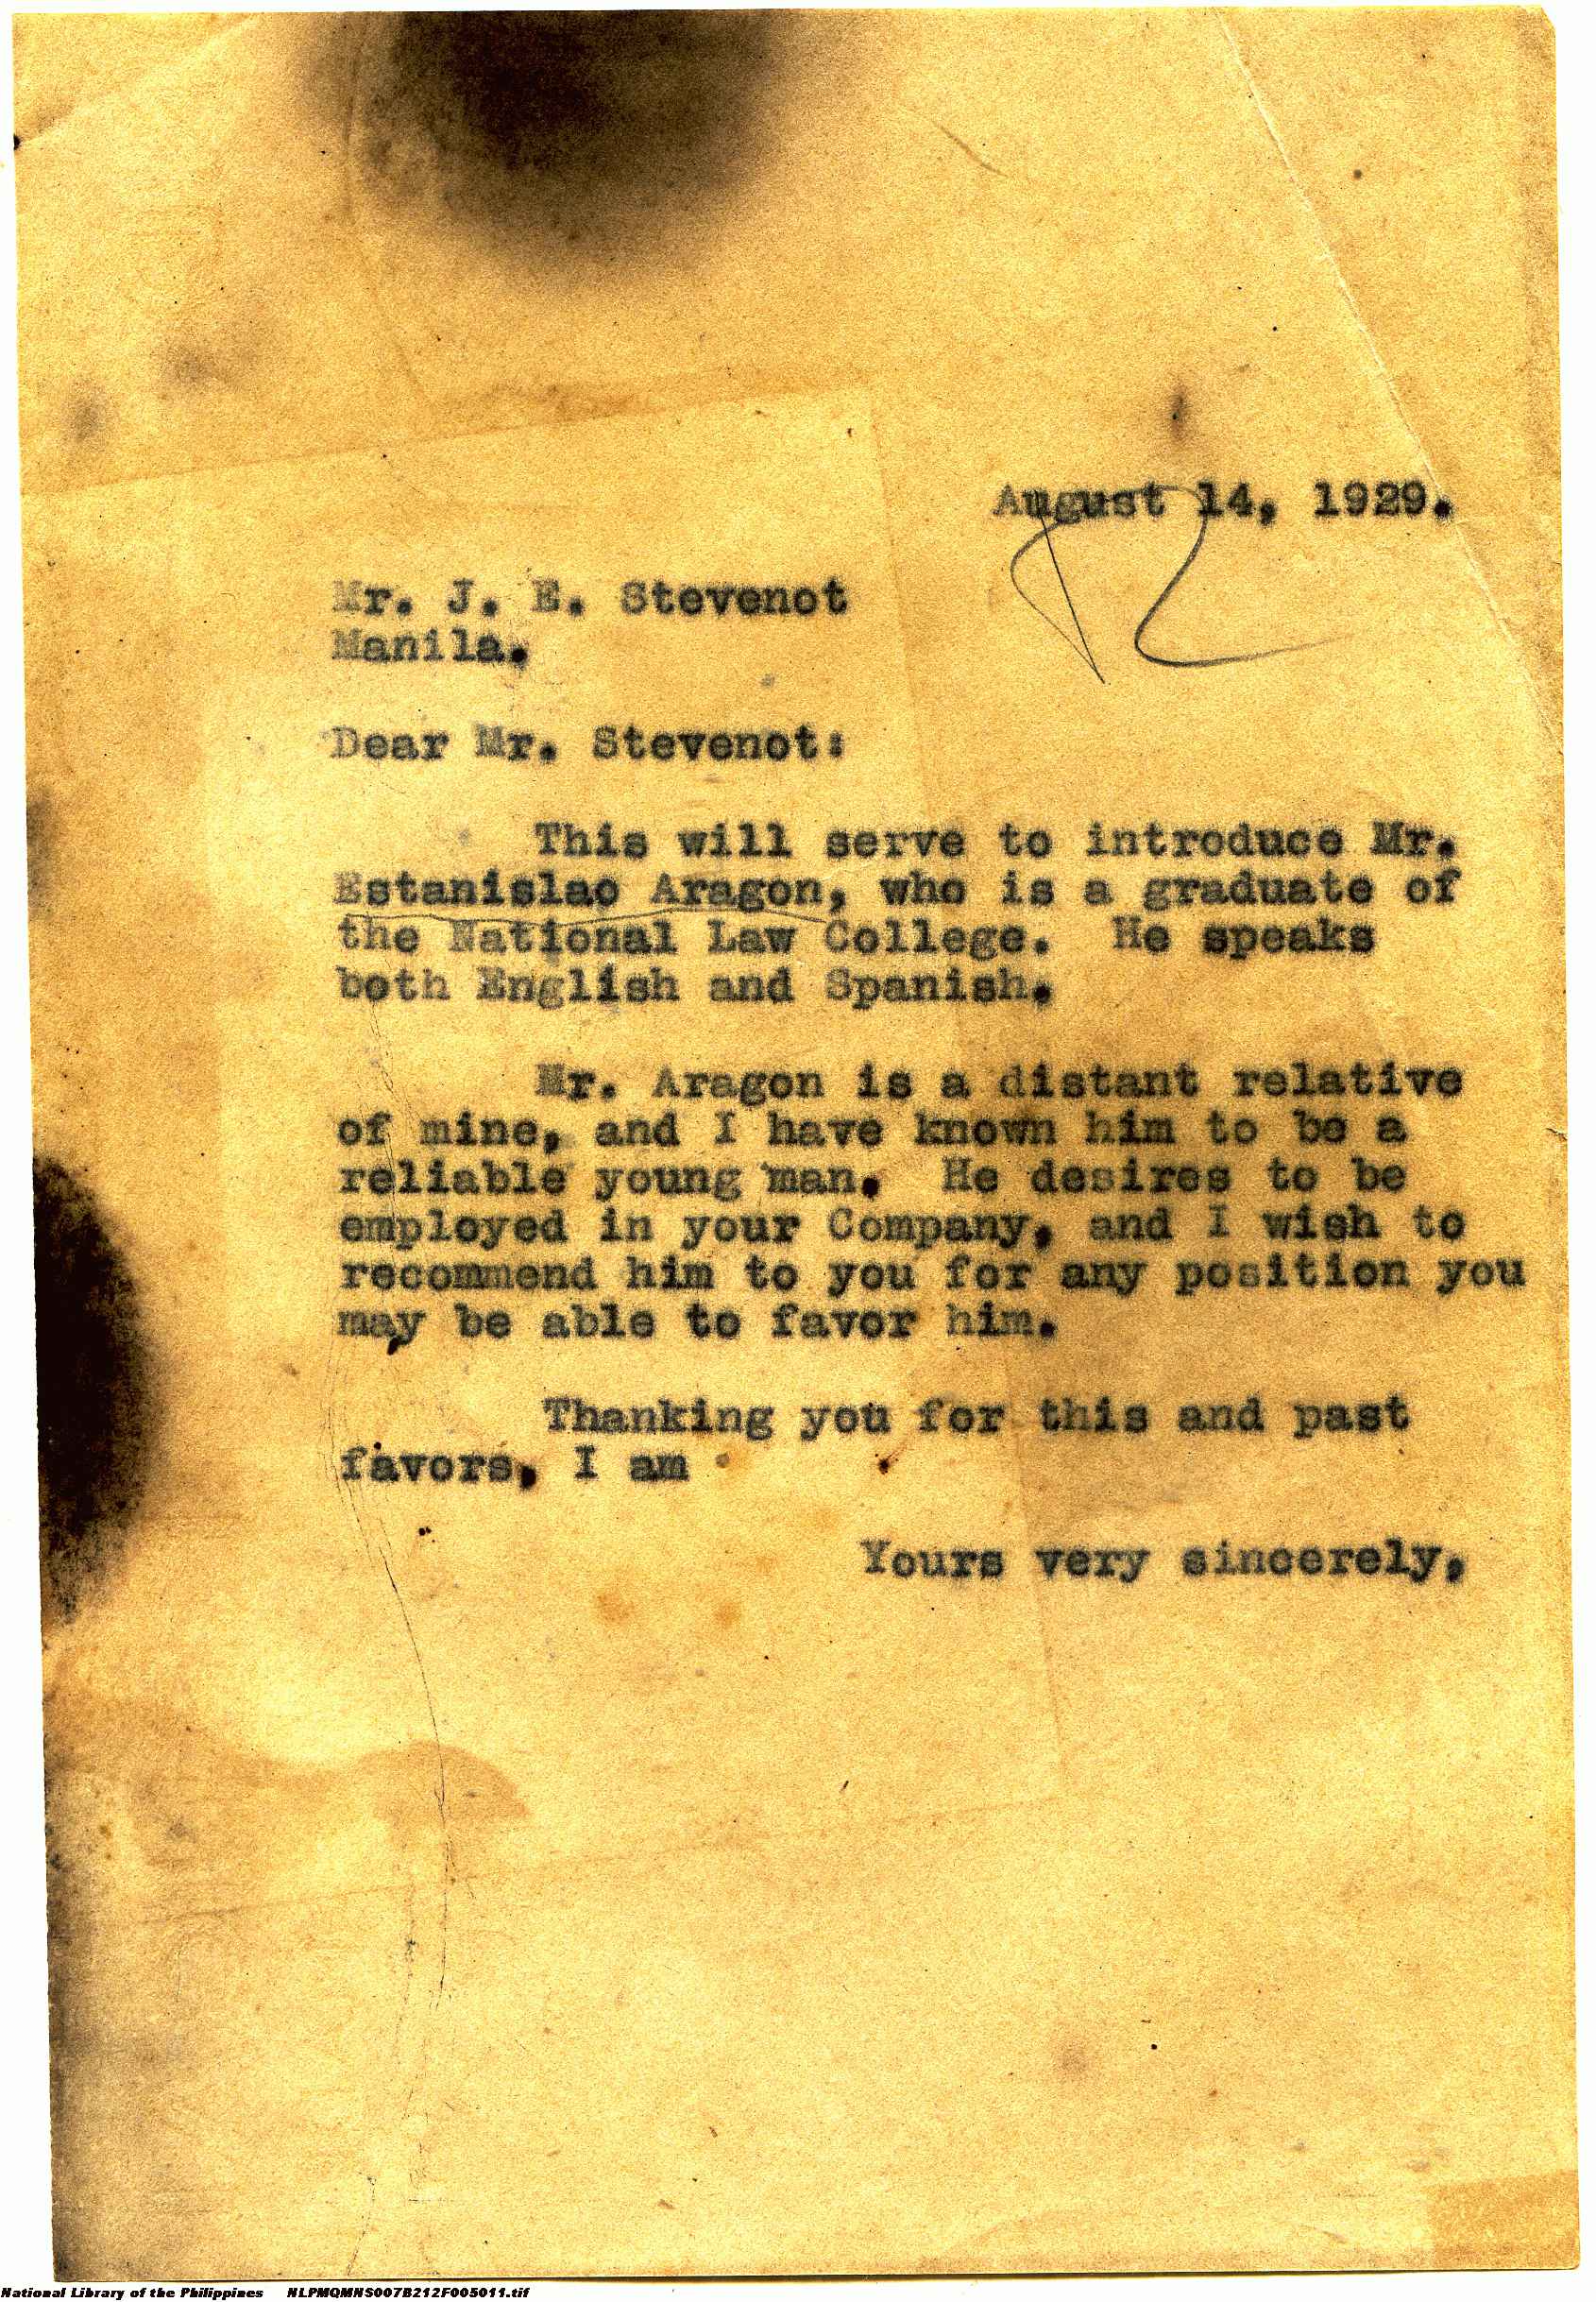 August 14, 1929.
Mr. J. E. Stevenot
Manila.
Dear Mr. Stevenot:
This will serve to introduce Mr.
Estanislao Aragon, who is a graduate of
the National Law College. He speaks
both English and Spanish.
Mr. Aragon is a distant relative
of mine, and I have known him to be a
reliable young man. He desires to be
employed in your Company, and I wish to
recommend him to you for any position you
may be able to favor him.
Thanking you for this and past
favors, I am
Yours very sincerely,
National Library of the Philippines NLPMQMNS007B212F005011.tif